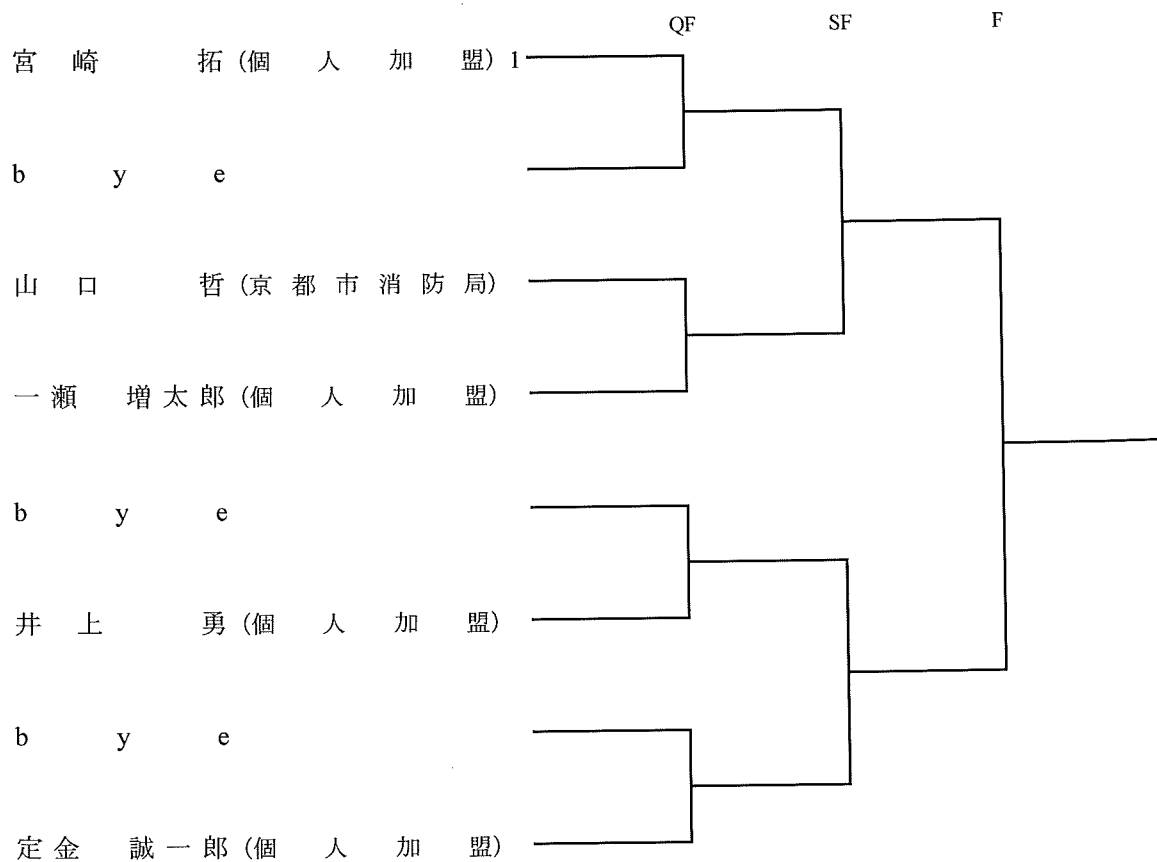 QF SF F
宮崎 拓 (個人加盟) 1
bye
山口 哲 (京都市消防局)
一瀬 増太郎 (個人加盟)
bye
井上 勇 (個人加盟)
bye
定金 誠一郎 (個人加盟)